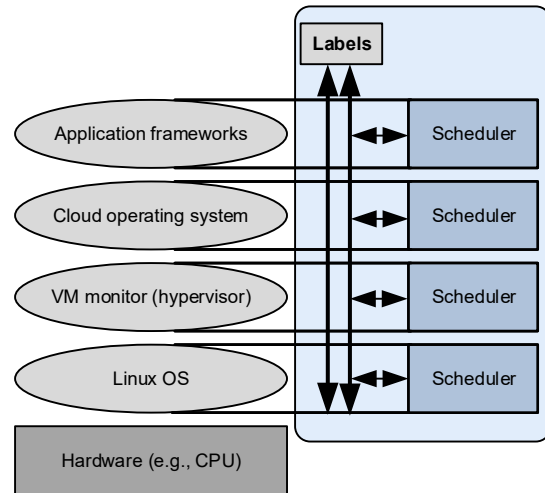 Labels
Application frameworks
Scheduler
Cloud operating system
Scheduler
VM monitor (hypervisor)
Scheduler
Linux OS
Scheduler
Hardware (e.g., CPU)